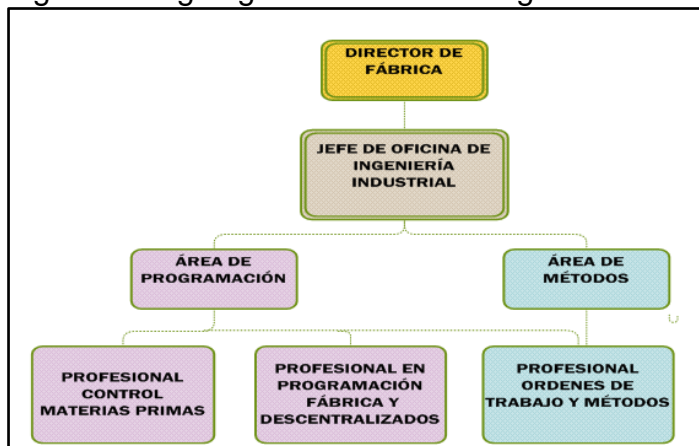 DIRECTOR DE
FÁBRICA
JEFE DE OFICINA DE
INGENIERÍA
INDUSTRIAL
ÁREA DE
PROGRAMACIÓN
ÁREA DE
MÉTODOS
PROFESIONAL
CONTROL
MATERIAS PRIMAS
PROFESIONAL EN
PROGRAMACIÓN
FÁBRICA Y
DESCENTRALIZADOS
PROFESIONAL
ORDENES DE
TRABAJO Y MÉTODOS